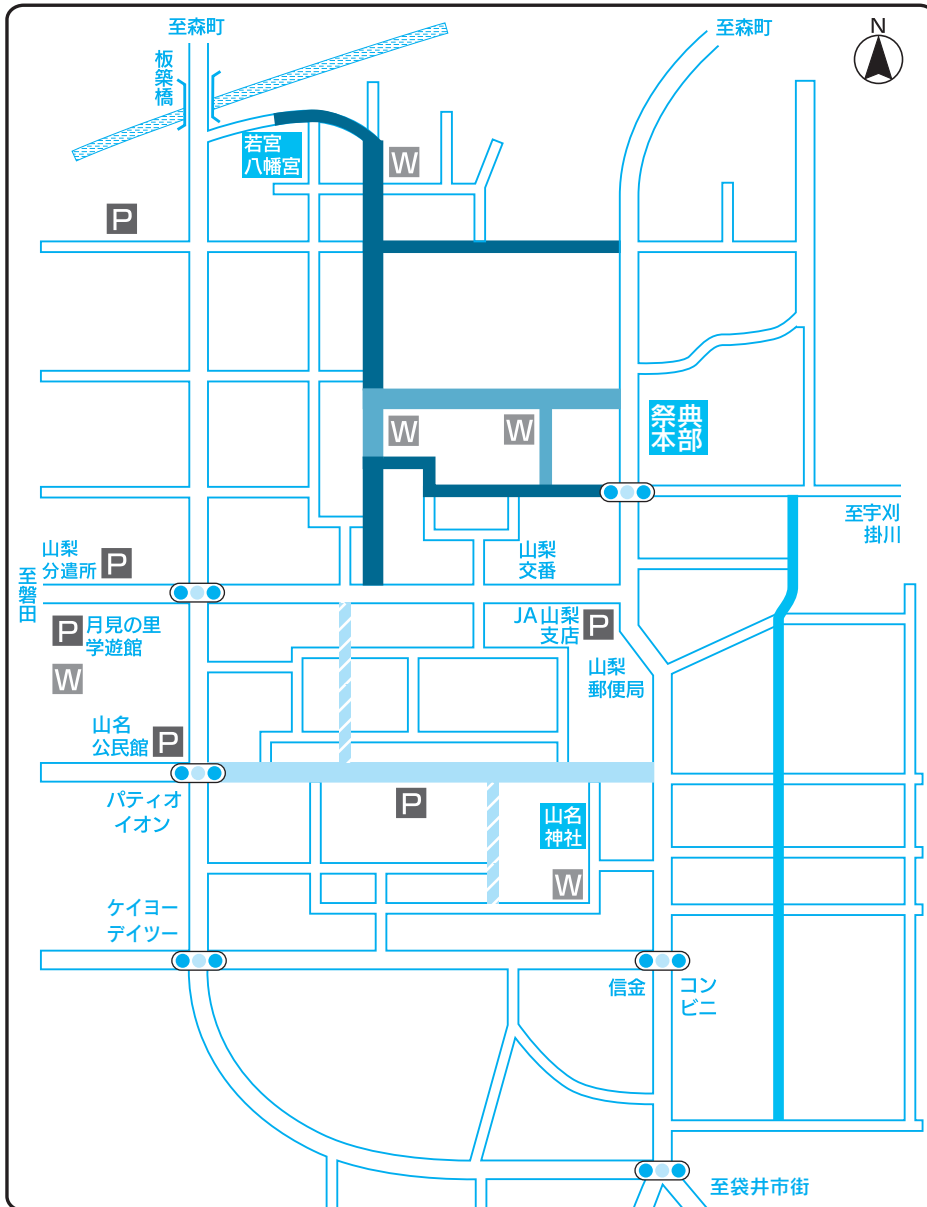 至森町
至森町
N
板築橋
若宮
八幡宮
W
P
W
W
祭典
本部
至宇刈
掛川
山梨
分遣所
P
至磐田
山梨
交番
JA山梨
支店
P
P
月見の里
学遊館
W
山梨
郵便局
山名
公民館
P
パティオ
イオン
P
山名
神社
W
ケイヨー
デイツー
信金
コン
ビニ
至袋井市街